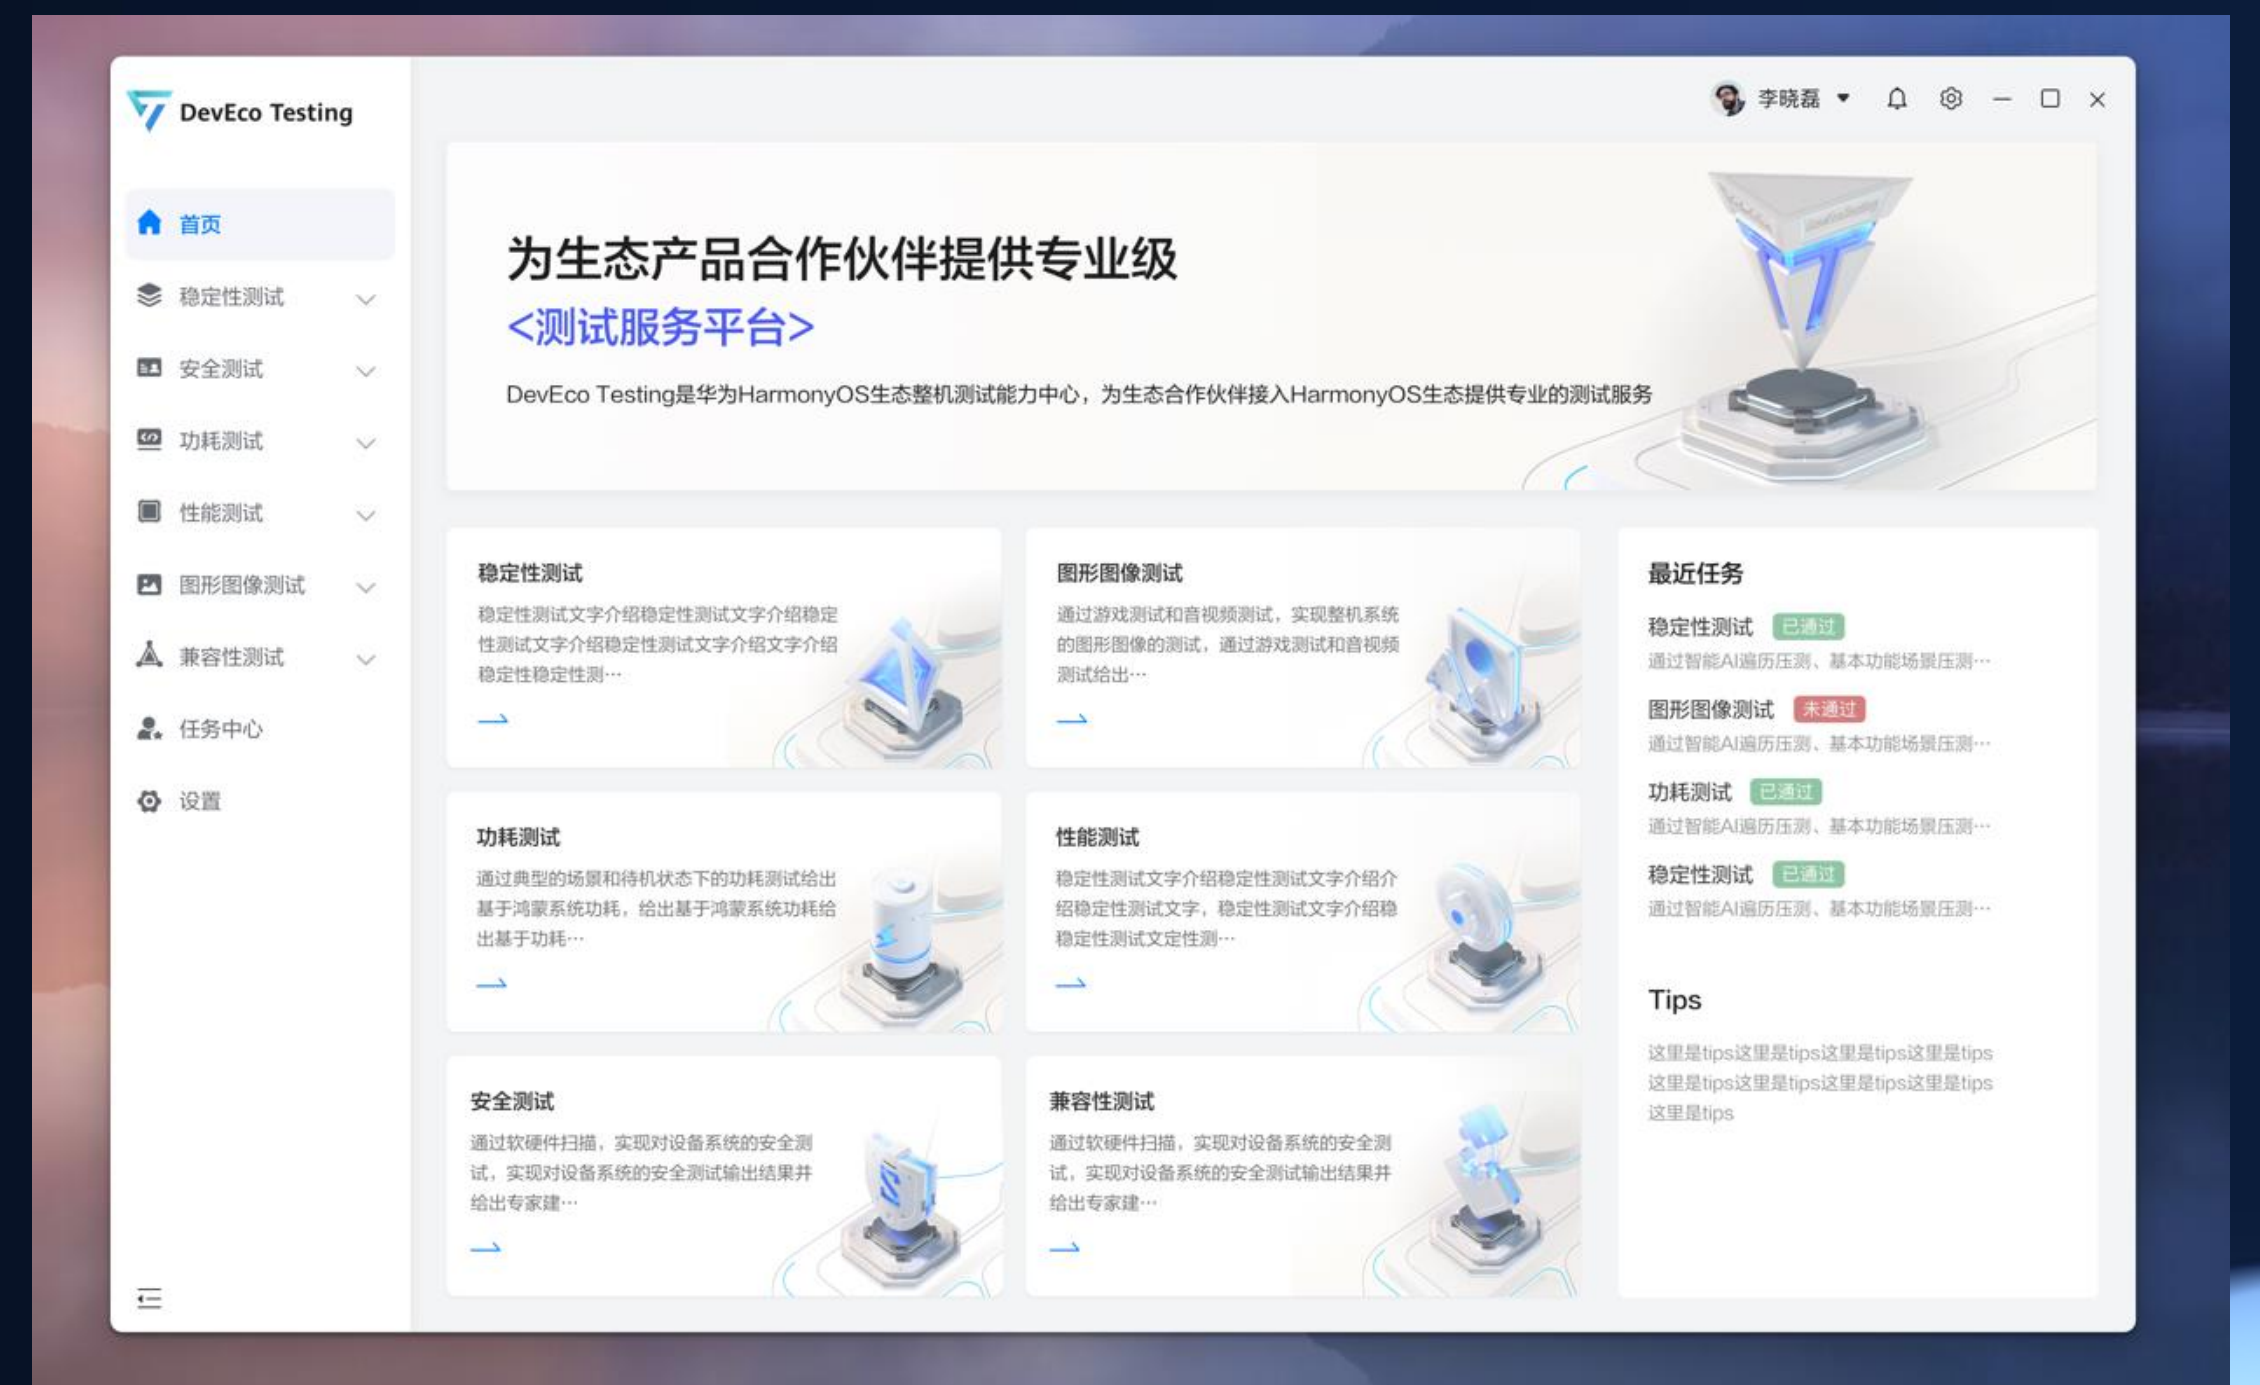 DevEco Testing
李晓磊
首页
稳定性测试
安全测试
功耗测试
性能测试
图形图像测试
兼容性测试
任务中心
设置
为生态产品合作伙伴提供专业级
<测试服务平台>
DevEco Testing是华为HarmonyOS生态整机测试能力中心，为生态合作伙伴接入HarmonyOS生态提供专业的测试服务
稳定性测试
稳定性测试文字介绍稳定性测试文字介绍稳定
性测试文字介绍稳定性测试文字介绍文字介绍
稳定性稳定性测…
图形图像测试
通过游戏测试和音视频测试，实现整机系统
的图形图像的测试，通过游戏测试和音视频
测试给出…
功耗测试
通过典型的场景和待机状态下的功耗测试给出
基于鸿蒙系统功耗，给出基于鸿蒙系统功耗给
出基于功耗…
性能测试
稳定性测试文字介绍稳定性测试文字介绍介
绍稳定性测试文字，稳定性测试文字介绍稳
稳定性测试文定性测…
安全测试
通过软硬件扫描，实现对设备系统的安全测
试，实现对设备系统的安全测试输出结果并
给出专家建…
兼容性测试
通过软硬件扫描，实现对设备系统的安全测
试，实现对设备系统的安全测试输出结果并
给出专家建…
最近任务
稳定性测试 已通过
通过智能AI遍历压测、基本功能场景压测…
图形图像测试 未通过
通过智能AI遍历压测、基本功能场景压测…
功耗测试 已通过
通过智能AI遍历压测、基本功能场景压测…
稳定性测试 已通过
通过智能AI遍历压测、基本功能场景压测…
Tips
这里是tips这里是tips这里是tips这里是tips
这里是tips这里是tips这里是tips这里是tips
这里是tips